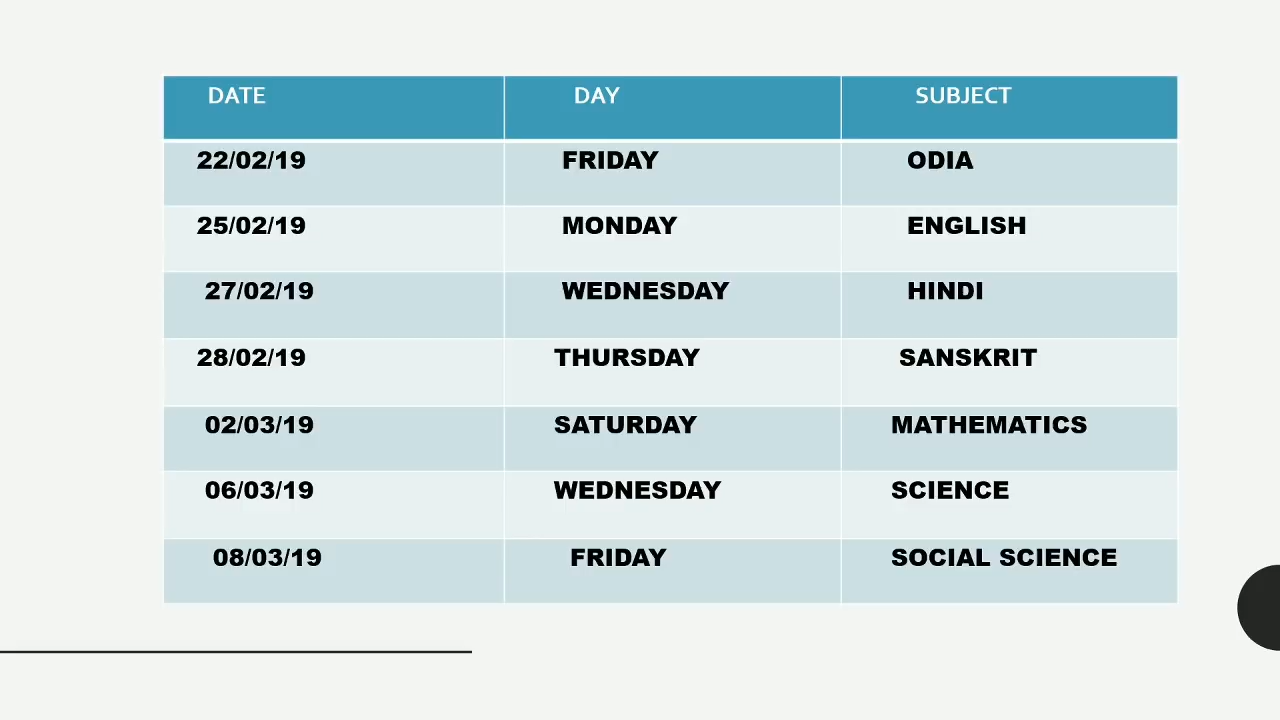 DATE DAY SUBJECT
22/02/19 FRIDAY ODIA
25/02/19 MONDAY ENGLISH
27/02/19 WEDNESDAY HINDI
28/02/19 THURSDAY SANSKRIT
02/03/19 SATURDAY MATHEMATICS
06/03/19 WEDNESDAY SCIENCE
08/03/19 FRIDAY SOCIAL SCIENCE